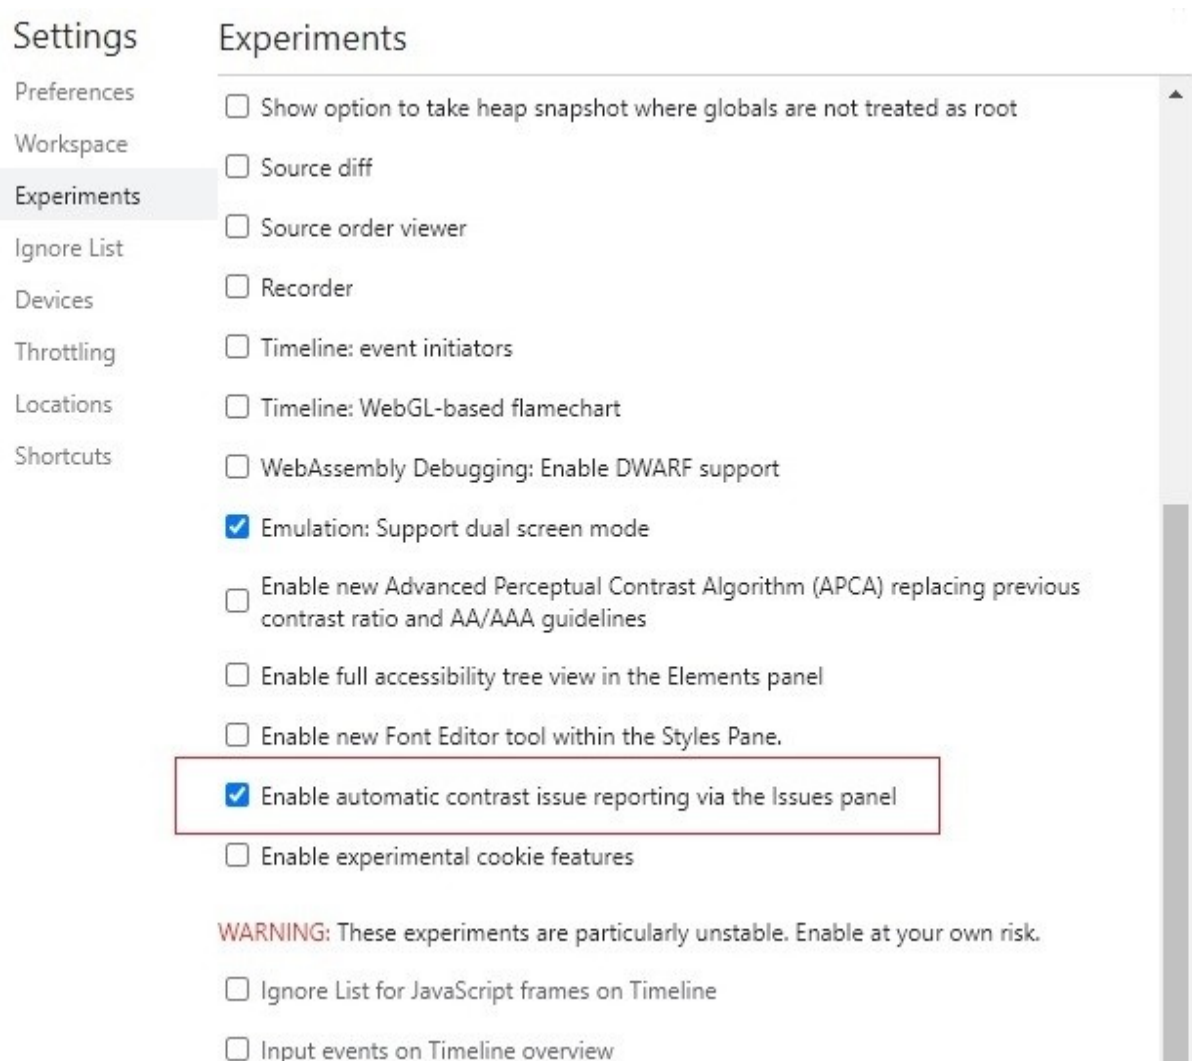 Settings
Preferences
Workspace
Experiments
Ignore List
Devices
Throttling
Locations
Shortcuts
Experiments
Show option to take heap snapshot where globals are not treated as root
Source diff
Source order viewer
Recorder
Timeline: event initiators
Timeline: WebGL-based flamechart
WebAssembly Debugging: Enable DWARF support
Emulation: Support dual screen mode
Enable new Advanced Perceptual Contrast Algorithm (APCA) replacing previous
contrast ratio and AA/AAA guidelines
Enable full accessibility tree view in the Elements panel
Enable new Font Editor tool within the Styles Pane.
Enable automatic contrast issue reporting via the Issues panel
Enable experimental cookie features
WARNING: These experiments are particularly unstable. Enable at your own risk.
Ignore List for JavaScript frames on Timeline
Input events on Timeline overview